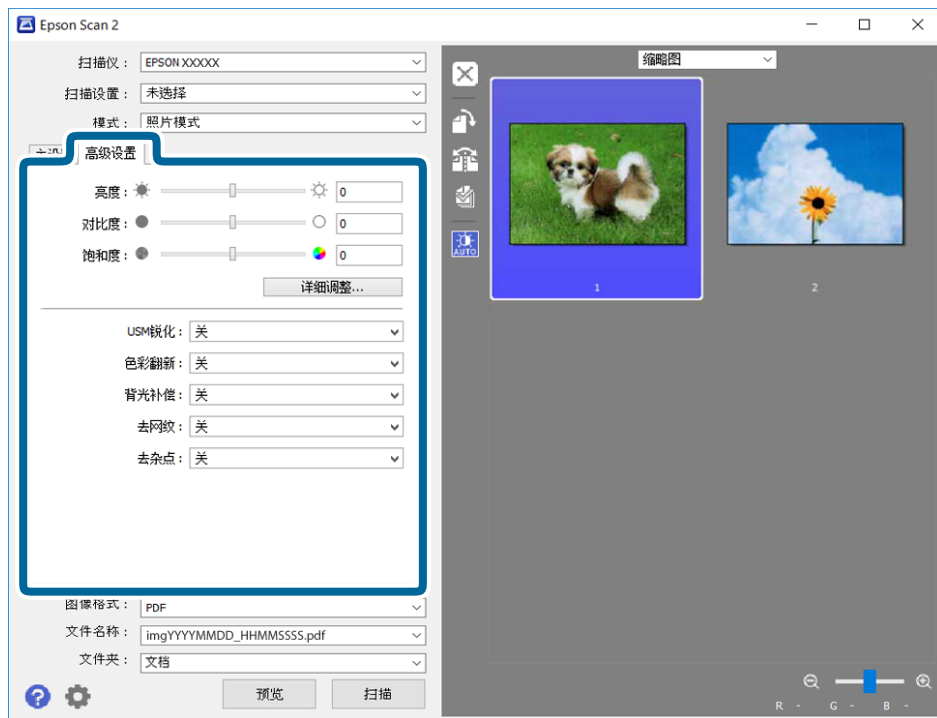 Epson Scan 2
扫描仪： EPSON XXXXX
扫描设置： 未选择
模式： 照片模式
高级设置
亮度： 0
对比度： 0
饱和度： 0
详细调整...
USM锐化： 关
色彩翻新： 关
背光补偿： 关
去网纹： 关
去杂点： 关
图像格式： PDF
文件名称： imgYYYYMMDD_HHMMSSSS.pdf
文件夹： 文档
预览 扫描
缩略图
AUTO
1 2
R - G - B -